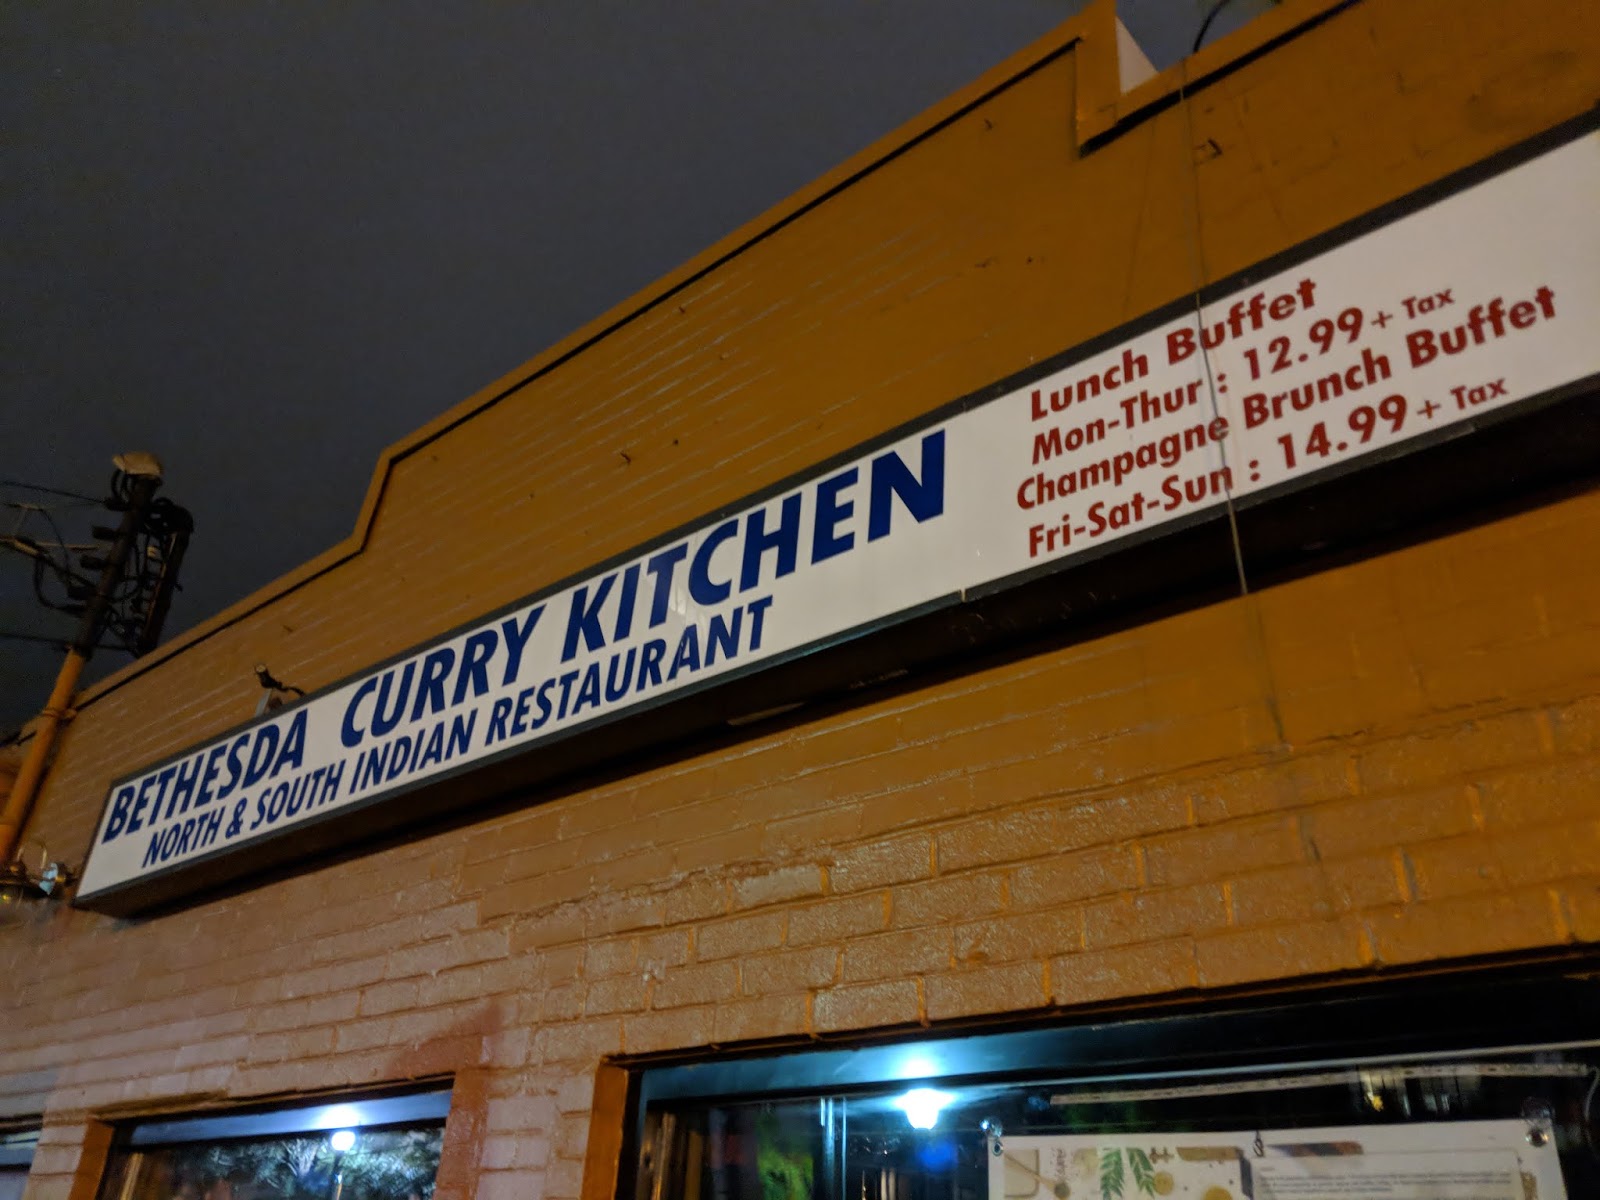 BETHESDA CURRY KITCHEN
NORTH & SOUTH INDIAN RESTAURANT
Lunch Buffet
Mon-Thur : 12.99 + Tax
Champagne Brunch Buffet
Fri-Sat-Sun : 14.99 + Tax